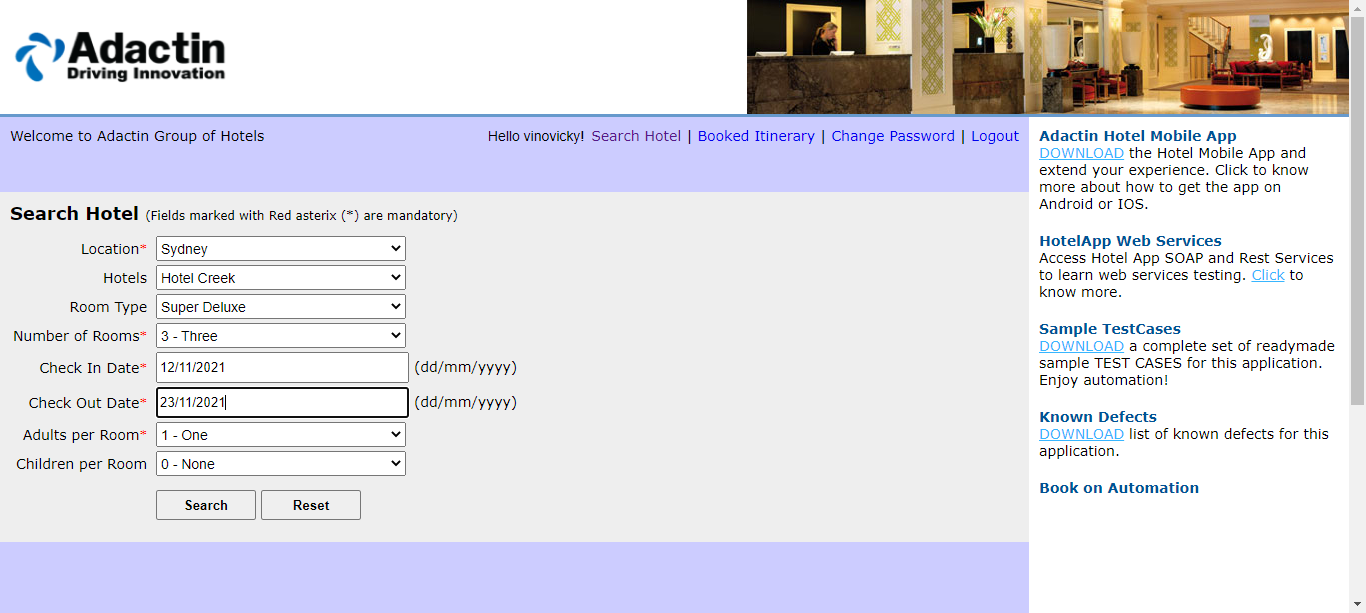 Adactin
Driving Innovation
Welcome to Adactin Group of Hotels
Hello vinovicky! Search Hotel | Booked Itinerary | Change Password | Logout
Search Hotel (Fields marked with Red asterix (*) are mandatory)
Location* Sydney
Hotels Hotel Creek
Room Type Super Deluxe
Number of Rooms* 3 - Three
Check In Date* 12/11/2021 (dd/mm/yyyy)
Check Out Date* 23/11/2021 (dd/mm/yyyy)
Adults per Room* 1 - One
Children per Room 0 - None
Search Reset
Adactin Hotel Mobile App
DOWNLOAD the Hotel Mobile App and
extend your experience. Click to know
more about how to get the app on
Android or IOS.
HotelApp Web Services
Access Hotel App SOAP and Rest Services
to learn web services testing. Click to
know more.
Sample TestCases
DOWNLOAD a complete set of readymade
sample TEST CASES for this application.
Enjoy automation!
Known Defects
DOWNLOAD list of known defects for this
application.
Book on Automation